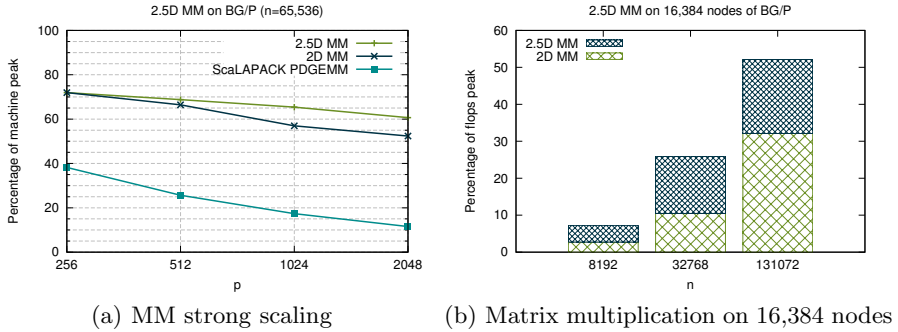 2.5D MM on BG/P (n=65,536)
Percentage of machine peak
100
80
60
40
20
0
2.5D MM
2D MM
ScaLAPACK PDGEMM
256
512
1024
2048
p
(a) MM strong scaling
2.5D MM on 16,384 nodes of BG/P
Percentage of flops peak
60
50
40
30
20
10
0
2.5D MM
2D MM
8192
32768
131072
n
(b) Matrix multiplication on 16,384 nodes